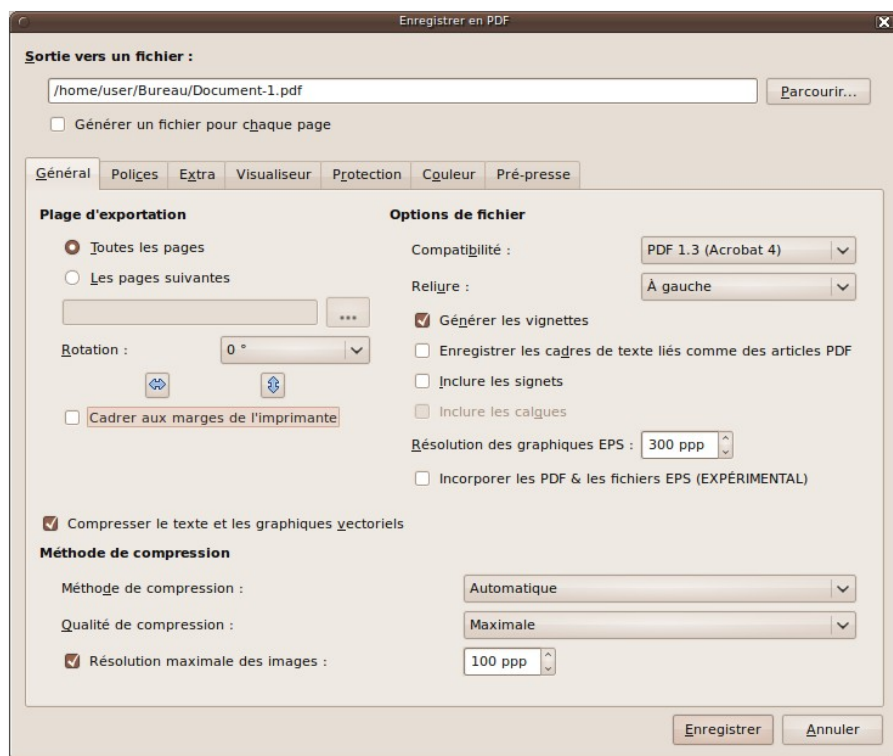 Enregistrer en PDF
Sortie vers un fichier :
/home/user/Bureau/Document-1.pdf
Parcourir...
Générer un fichier pour chaque page
Général Polices Extra Visualiseur Protection Couleur Pré-presse
Plage d'exportation
Toutes les pages
Les pages suivantes
...
Rotation : 0 °
Cadrer aux marges de l'imprimante
Options de fichier
Compatibilité : PDF 1.3 (Acrobat 4)
Reliure : À gauche
Générer les vignettes
Enregistrer les cadres de texte liés comme des articles PDF
Inclure les signets
Inclure les calgues
Résolution des graphiques EPS : 300 ppp
Incorporer les PDF & les fichiers EPS (EXPÉRIMENTAL)
Compresser le texte et les graphiques vectoriels
Méthode de compression
Méthode de compression : Automatique
Qualité de compression : Maximale
Résolution maximale des images : 100 ppp
Enregistrer Annuler